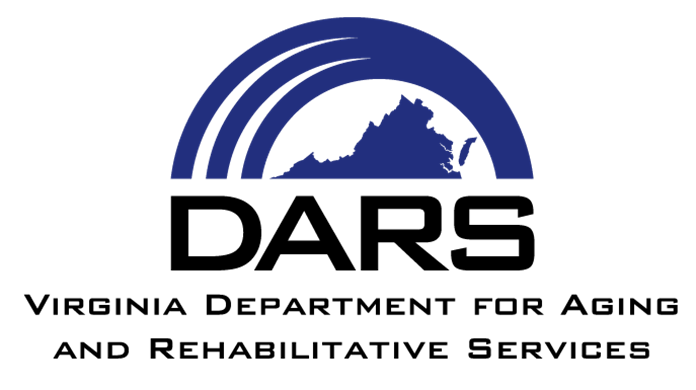 DARS
VIRGINIA DEPARTMENT FOR AGING
AND REHABILITATIVE SERVICES